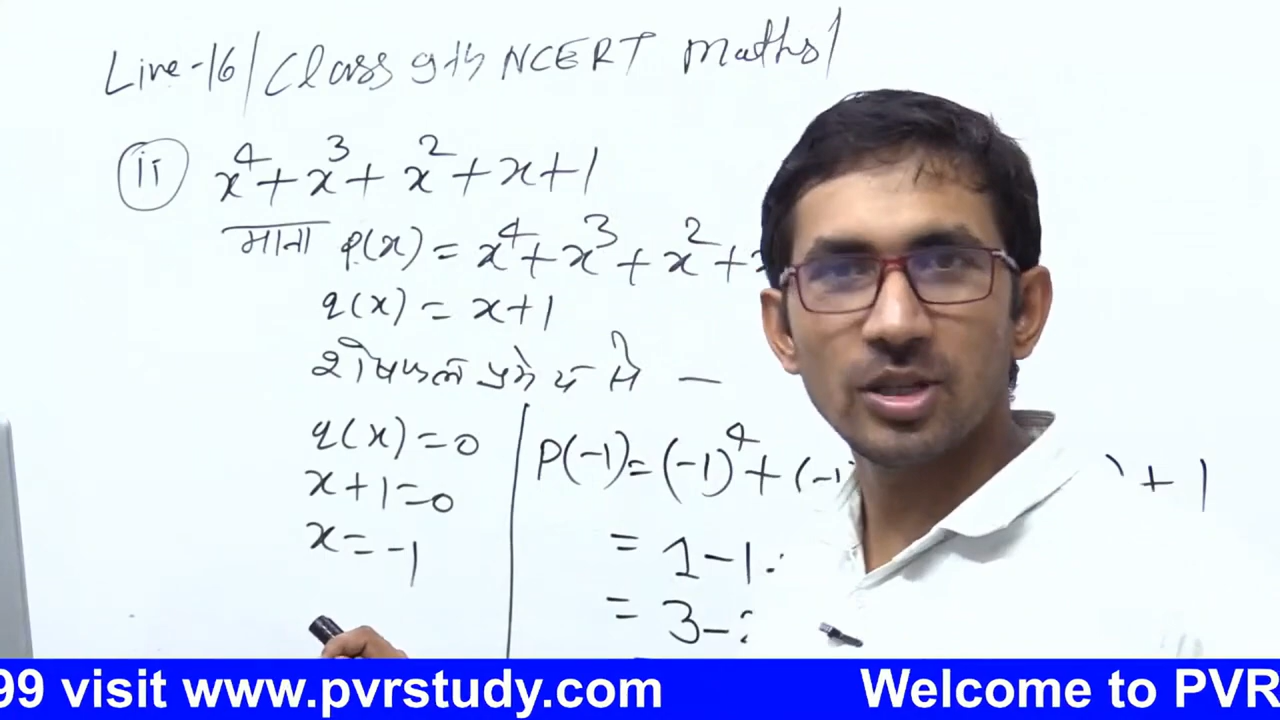 Live-16/Class 9th NCERT Maths/
ii x⁴+x³+x²+x+1
माना p(x) = x⁴+x³+x²+
q(x) = x+1
शेषफल प्रमेय से —
q(x)=0
x+1=0
x=-1
P(-1)=(-1)⁴+(-1 ) + 1
= 1-1
= 3-
99 visit www.pvrstudy.com Welcome to PVR